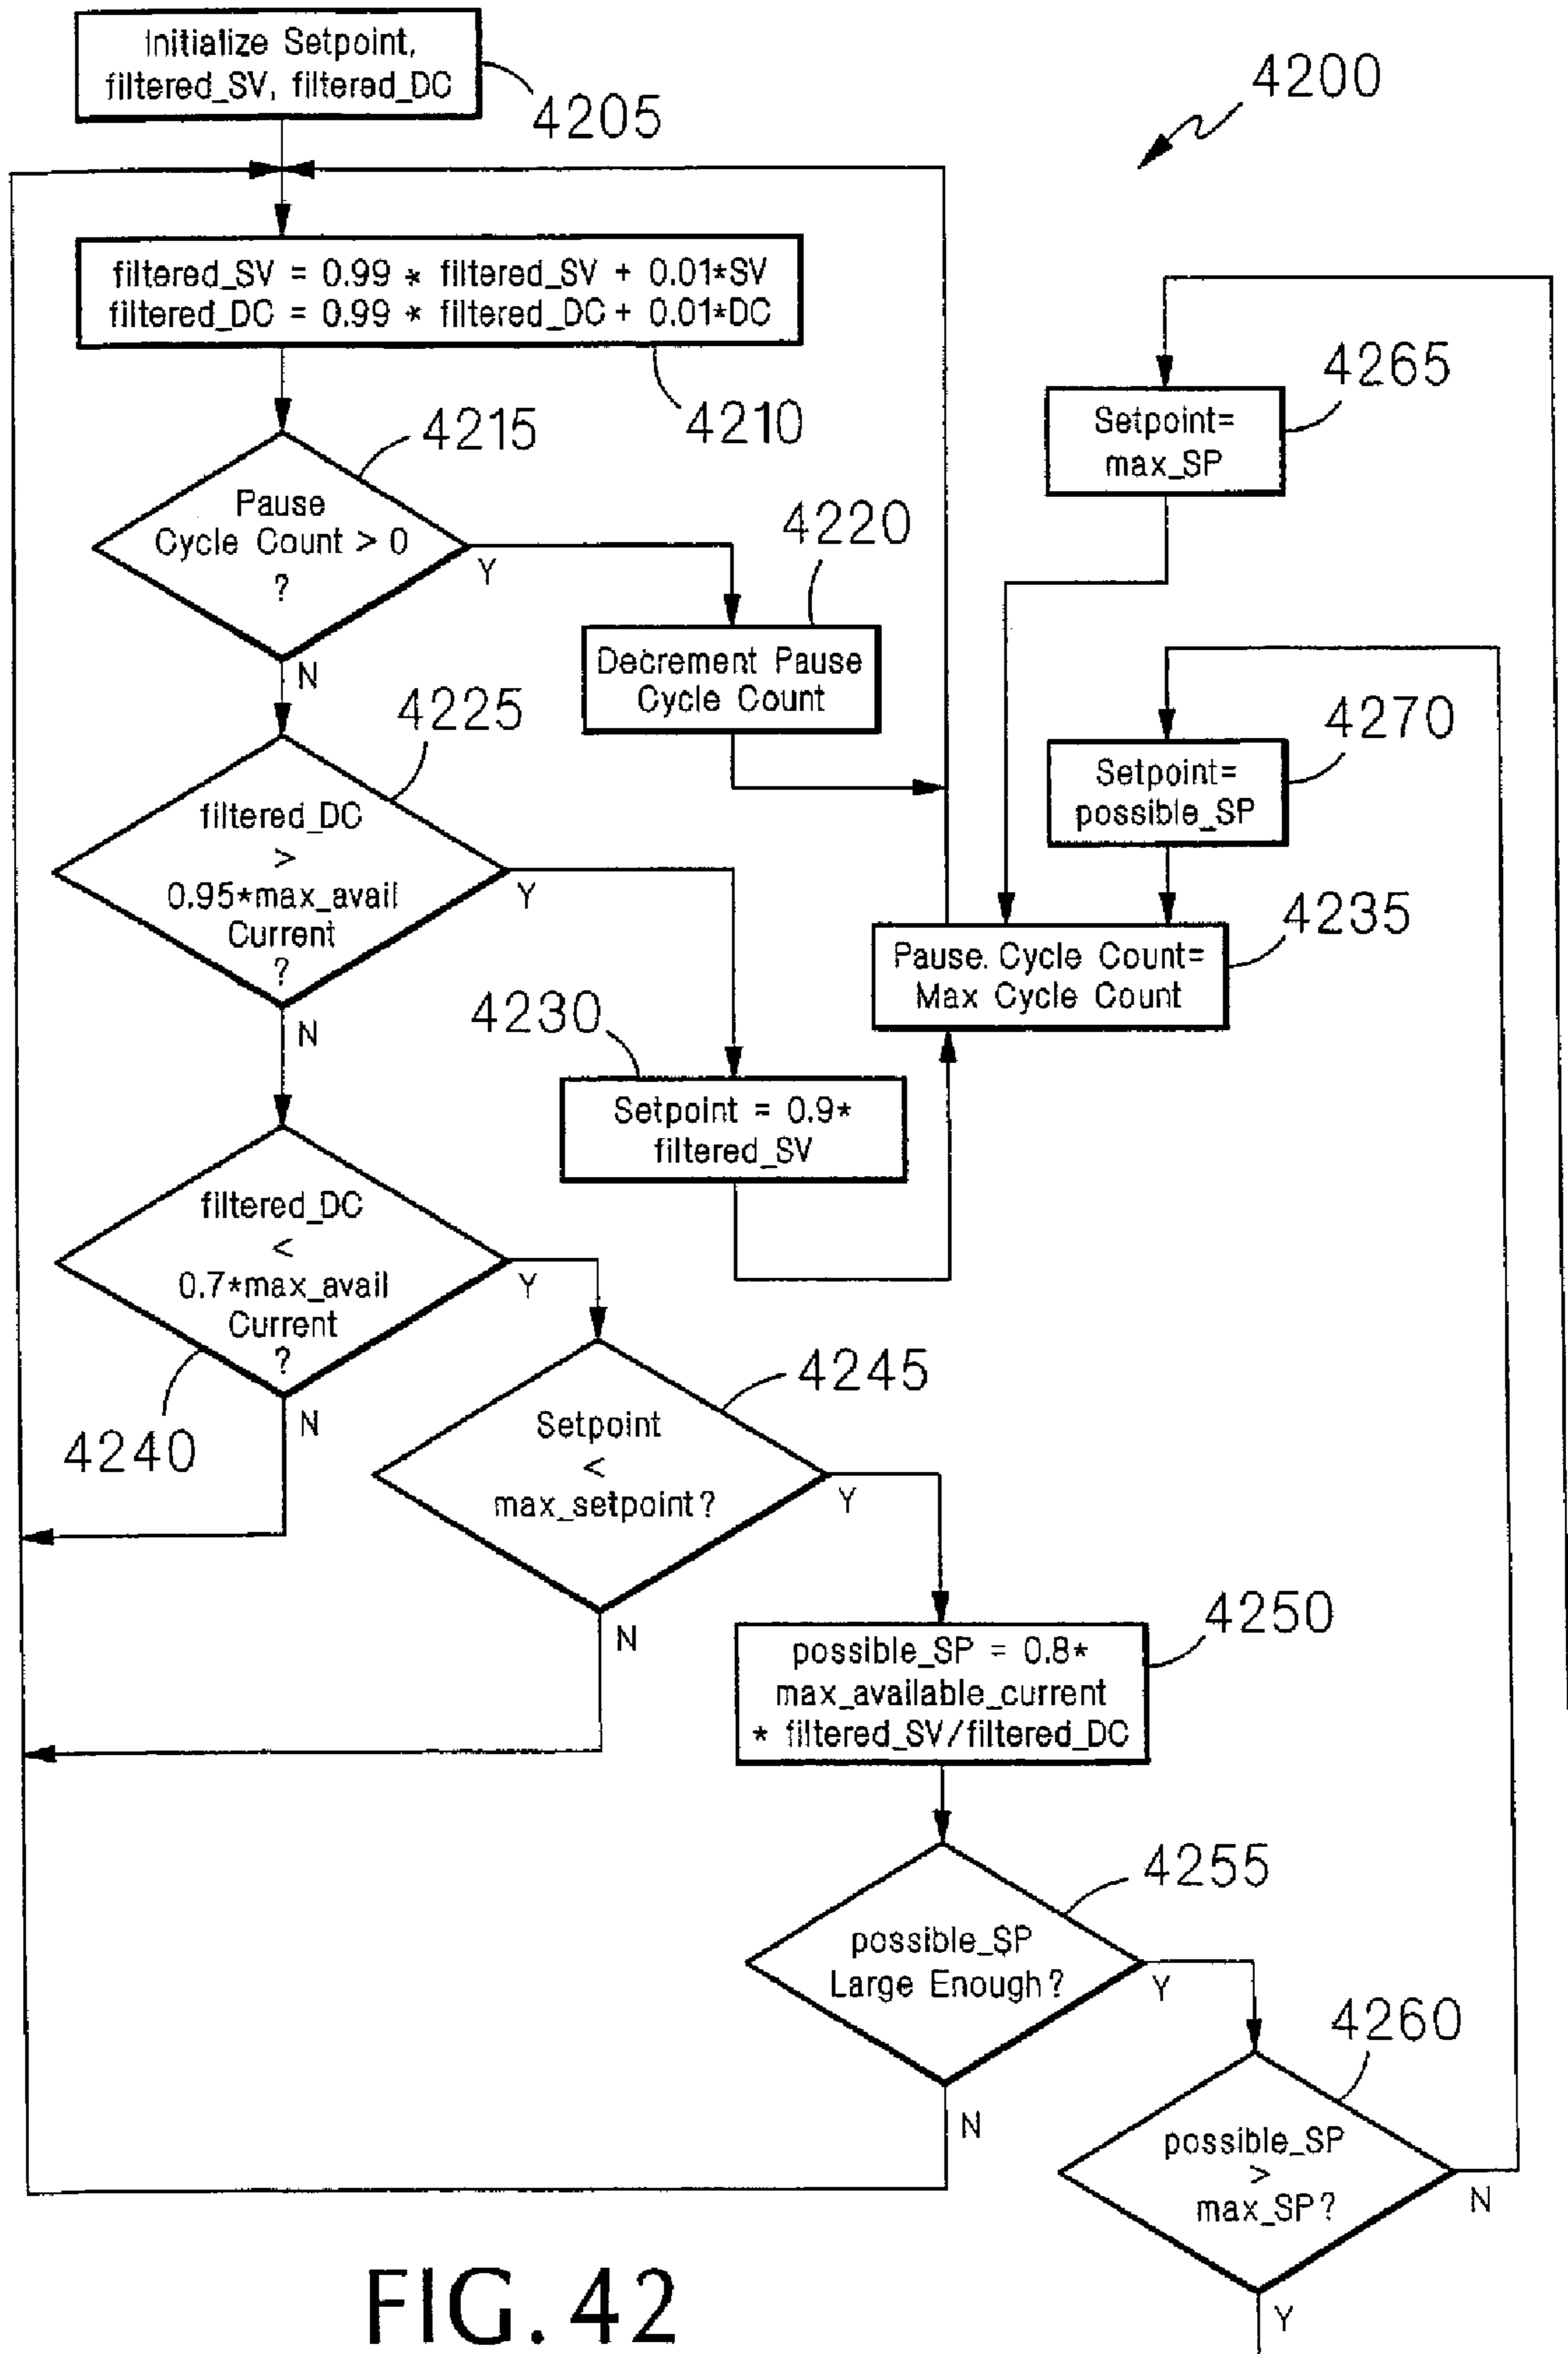 Initialize Setpoint,
filtered_SV, filtered_DC
4205
4200
filtered_SV = 0.99 * filtered_SV + 0.01*SV
filtered_DC = 0.99 * filtered_DC + 0.01*DC
4210
4215
Pause
Cycle Count > 0
?
Y
N
4220
Decrement Pause
Cycle Count
4225
filtered_DC
>
0.95*max_avail
Current
?
Y
N
4230
Setpoint = 0.9*
filtered_SV
4265
Setpoint=
max_SP
4270
Setpoint=
possible_SP
4235
Pause. Cycle Count=
Max Cycle Count
filtered_DC
<
0.7*max_avail
Current
?
Y
N
4240
4245
Setpoint
<
max_setpoint?
Y
N
4250
possible_SP = 0.8*
max_available_current
* filtered_SV/filtered_DC
4255
possible_SP
Large Enough?
Y
N
4260
possible_SP
>
max_SP?
N
Y
FIG. 42